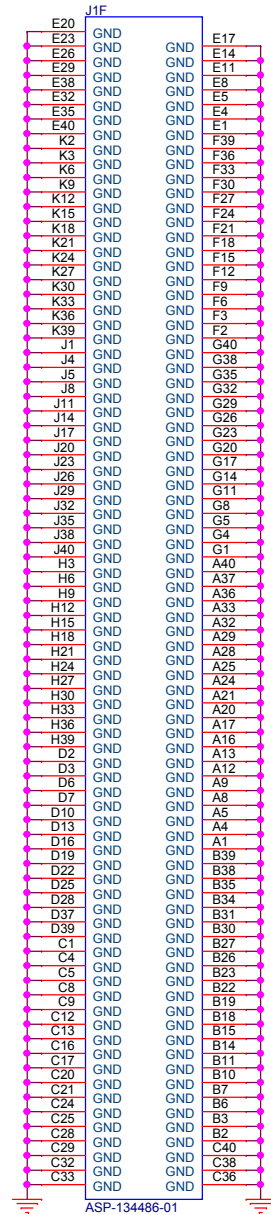 J1F
E20 GND
E23 GND GND E17
E26 GND GND E14
E29 GND GND E11
E38 GND GND E8
E32 GND GND E5
E35 GND GND E4
E40 GND GND E1
K2 GND GND F39
K3 GND GND F36
K6 GND GND F33
K9 GND GND F30
K12 GND GND F27
K15 GND GND F24
K18 GND GND F21
K21 GND GND F18
K24 GND GND F15
K27 GND GND F12
K30 GND GND F9
K33 GND GND F6
K36 GND GND F3
K39 GND GND F2
J1 GND GND G40
J4 GND GND G38
J5 GND GND G35
J8 GND GND G32
J11 GND GND G29
J14 GND GND G26
J17 GND GND G23
J20 GND GND G20
J23 GND GND G17
J26 GND GND G14
J29 GND GND G11
J32 GND GND G8
J35 GND GND G5
J38 GND GND G4
J40 GND GND G1
H3 GND GND A40
H6 GND GND A37
H9 GND GND A36
H12 GND GND A33
H15 GND GND A32
H18 GND GND A29
H21 GND GND A28
H24 GND GND A25
H27 GND GND A24
H30 GND GND A21
H33 GND GND A20
H36 GND GND A17
H39 GND GND A16
D2 GND GND A13
D3 GND GND A12
D6 GND GND A9
D7 GND GND A8
D10 GND GND A5
D13 GND GND A4
D16 GND GND A1
D19 GND GND B39
D22 GND GND B38
D25 GND GND B35
D28 GND GND B34
D37 GND GND B31
D39 GND GND B30
C1 GND GND B27
C4 GND GND B26
C5 GND GND B23
C8 GND GND B22
C9 GND GND B19
C12 GND GND B18
C13 GND GND B15
C16 GND GND B14
C17 GND GND B11
C20 GND GND B10
C21 GND GND B7
C24 GND GND B6
C25 GND GND B3
C28 GND GND B2
C29 GND GND C40
C32 GND GND C38
C33 GND GND C36
ASP-134486-01